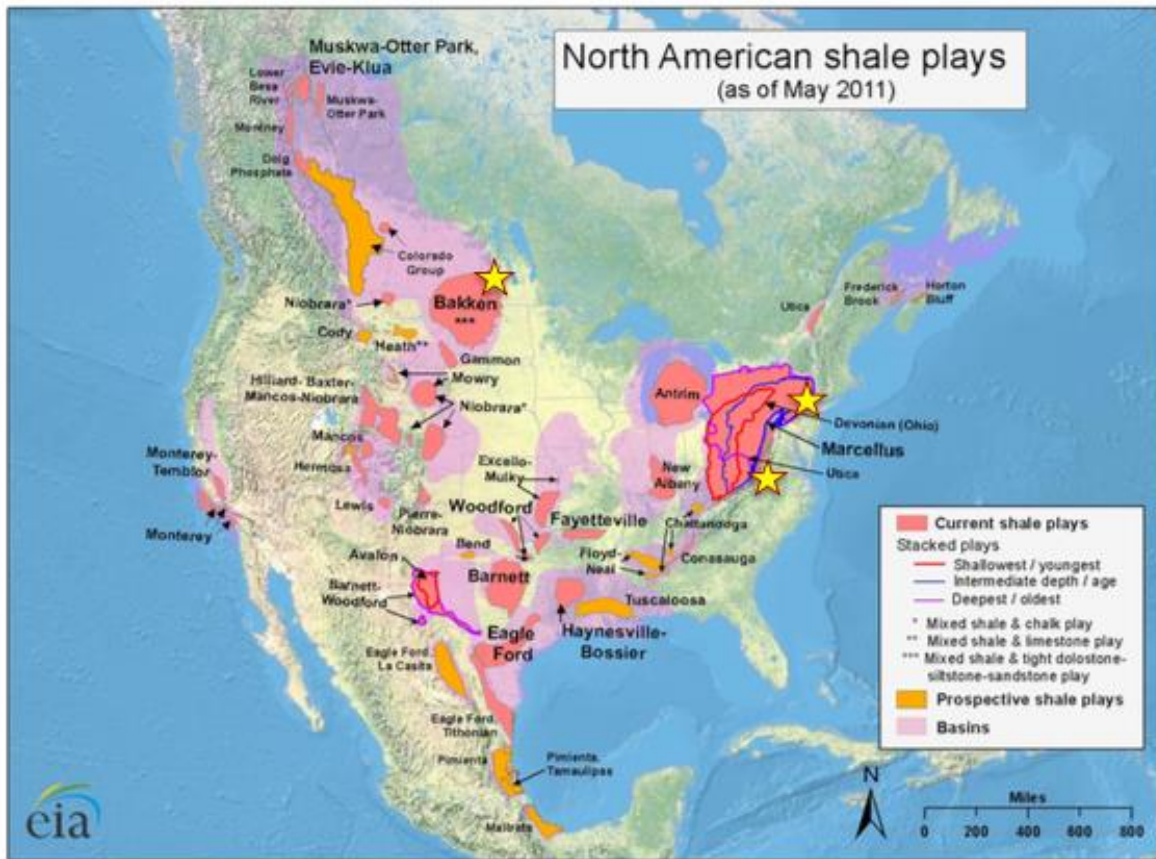 North American shale plays
(as of May 2011)
Muskwa-Otter Park,
Evie-Klua
Lower
Besa
River
Muskwa-
Otter Park
Montney
Doig
Phosphate
Colorado
Group
Niobrara*
Bakken
***
Cody
Heath**
Gammon
Mowry
Hilliard- Baxter-
Mancos-Niobrara
Niobrara*
Antrim
Utica
Frederick
Brook
Horton
Bluff
Devonian (Ohio)
Marcellus
Utica
Mancos
Monterey-
Temblor
Hermosa
Excello-
Mulky
New
Albany
Lewis
Pierre-
Niobrara
Woodford
Fayetteville
Chattanooga
Monterey
Avalon
Bend
Barnett
Floyd-
Neal
Conasauga
Barnett-
Woodford
Tuscaloosa
Eagle
Ford
Haynesville-
Bossier
Eagle Ford,
La Casita
Eagle Ford,
Tithonian
Pimienta
Pimienta,
Tamaulipas
Maltrata
Current shale plays
Stacked plays
Shallowest / youngest
Intermediate depth / age
Deepest / oldest
* Mixed shale & chalk play
** Mixed shale & limestone play
*** Mixed shale & tight dolostone-
siltstone-sandstone play
Prospective shale plays
Basins
N
Miles
0 200 400 600 800
eia